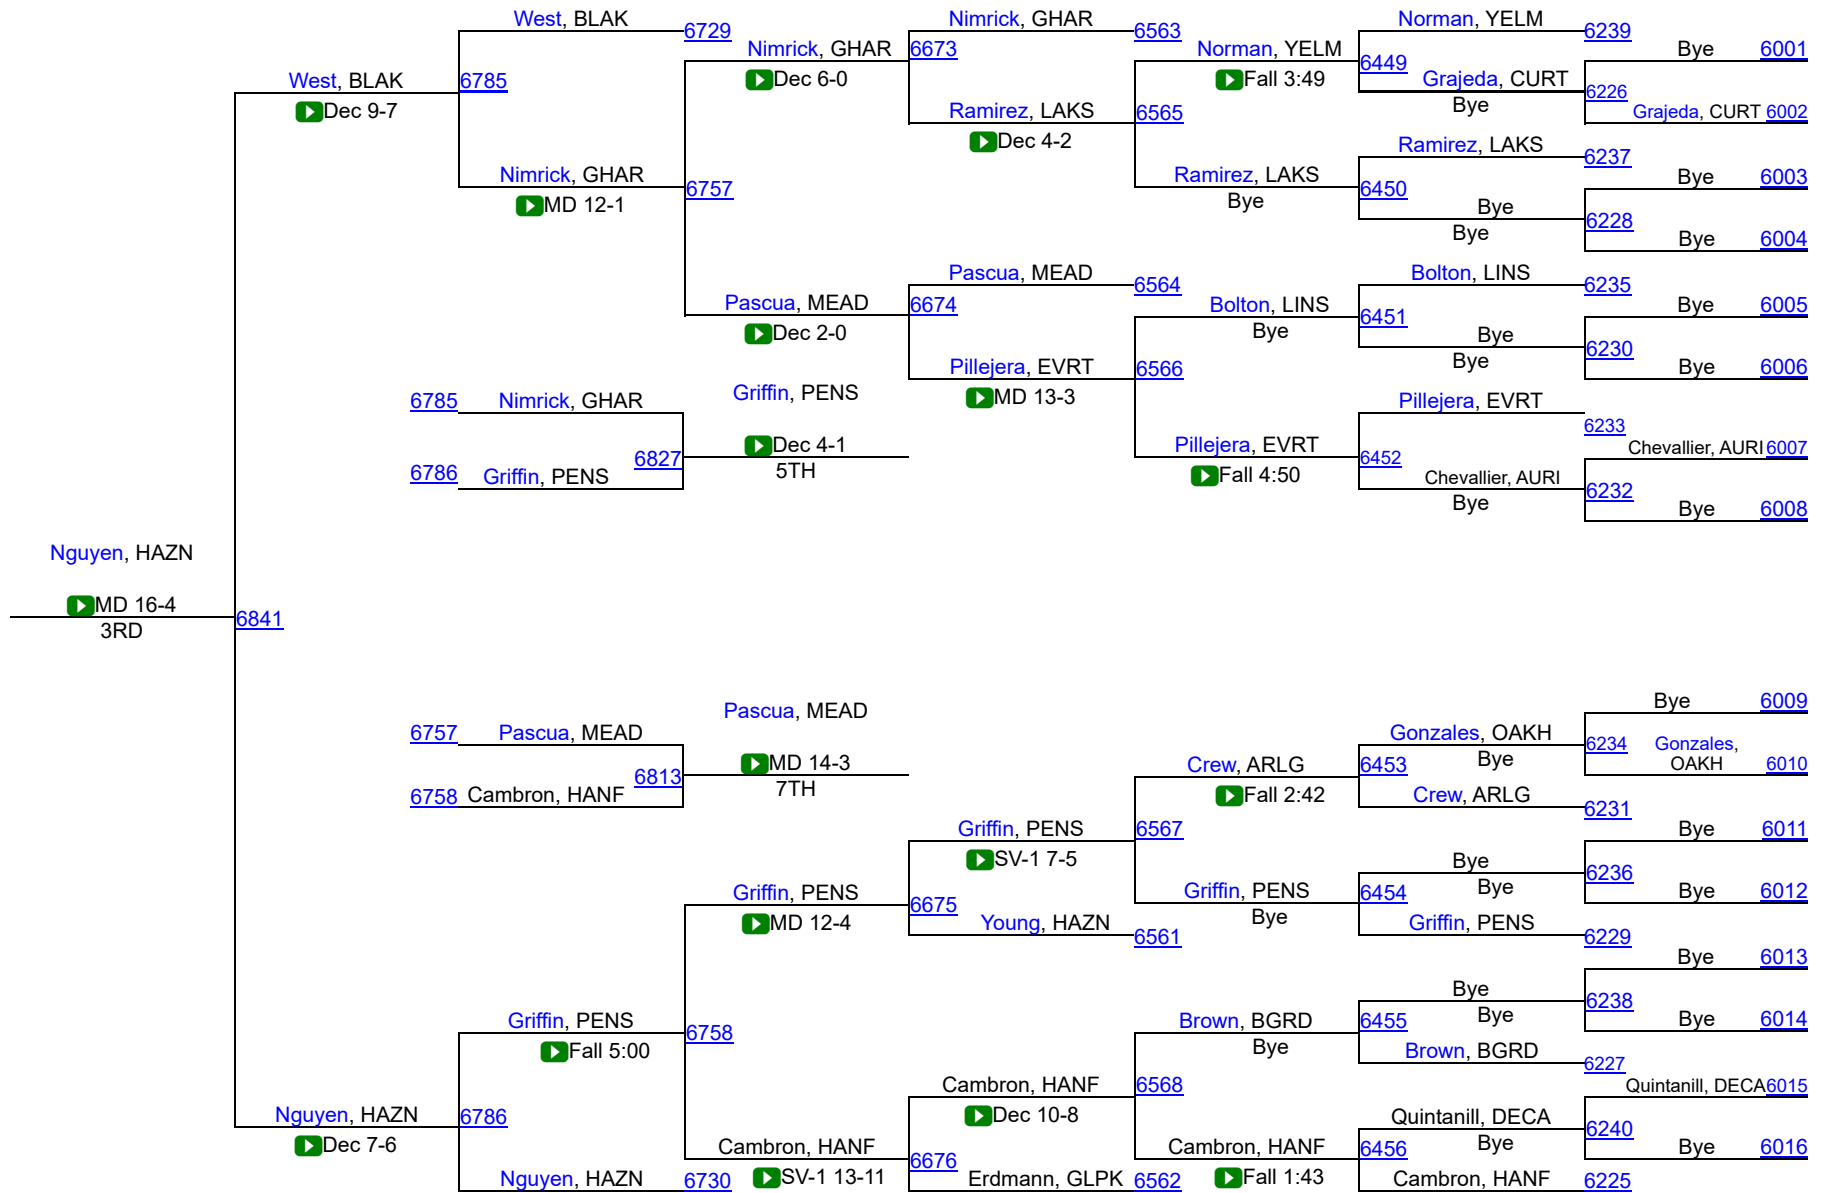 West, BLAK
6729
Nimrick, GHAR
6563
Norman, YELM
6239
Nimrick, GHAR
6673
Norman, YELM
Bye
6001
Dec 6-0
Fall 3:49
6449
Grajeda, CURT
Bye
6226
Grajeda, CURT 6002
West, BLAK
6785
Dec 9-7
Ramirez, LAKS
6565
Dec 4-2
Ramirez, LAKS
6237
Nimrick, GHAR
6757
MD 12-1
Ramirez, LAKS
6450
Bye
Bye
6003
Bye
6228
Bye
Bye
6004
Pascua, MEAD
6564
Bolton, LINS
6235
Pascua, MEAD
6674
Dec 2-0
Bolton, LINS
6451
Bye
Bye
6005
Bye
6230
Bye
Bye
6006
Pillejera, EVRT
6566
MD 13-3
Griffin, PENS
6785
Nimrick, GHAR
Pillejera, EVRT
6233
Dec 4-1
5TH
6827
6786
Griffin, PENS
Pillejera, EVRT
6452
Fall 4:50
Chevallier, AURI
6007
Chevallier, AURI
6232
Bye
Bye
6008
Nguyen, HAZN
MD 16-4
3RD
6841
Pascua, MEAD
6757
Pascua, MEAD
MD 14-3
7TH
6813
6758
Cambron, HANF
Bye
6009
Gonzales, OAKH
6234
Bye
Gonzales,
OAKH
6010
Crew, ARLG
6453
Fall 2:42
Crew, ARLG
6231
Griffin, PENS
6567
SV-1 7-5
Bye
6011
Bye
6236
Bye
Bye
6012
Griffin, PENS
6675
MD 12-4
Griffin, PENS
6454
Bye
Young, HAZN
6561
Griffin, PENS
6229
Bye
6013
Bye
6238
Bye
Bye
6014
Griffin, PENS
6758
Fall 5:00
Brown, BGRD
6455
Bye
Brown, BGRD
6227
Cambron, HANF
6568
Dec 10-8
Quintanill, DECA
6015
Nguyen, HAZN
6786
Dec 7-6
Quintanill, DECA
6240
Bye
Bye
6016
Cambron, HANF
6676
SV-1 13-11
Cambron, HANF
6456
Fall 1:43
Nguyen, HAZN
6730
Erdmann, GLPK
6562
Cambron, HANF
6225